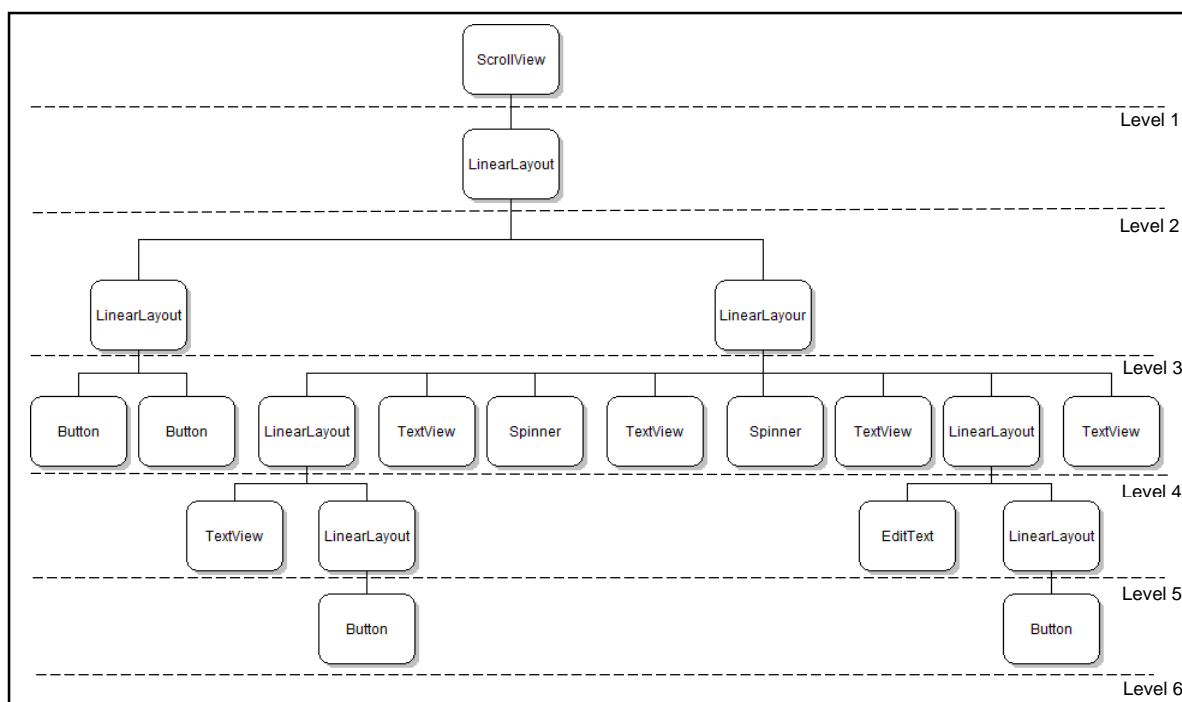 ScrollView
Level 1
LinearLayout
Level 2
LinearLayout
LinearLayour
Level 3
Button
Button
LinearLayout
TextView
Spinner
TextView
Spinner
TextView
LinearLayout
TextView
Level 4
TextView
LinearLayout
EditText
LinearLayout
Level 5
Button
Button
Level 6